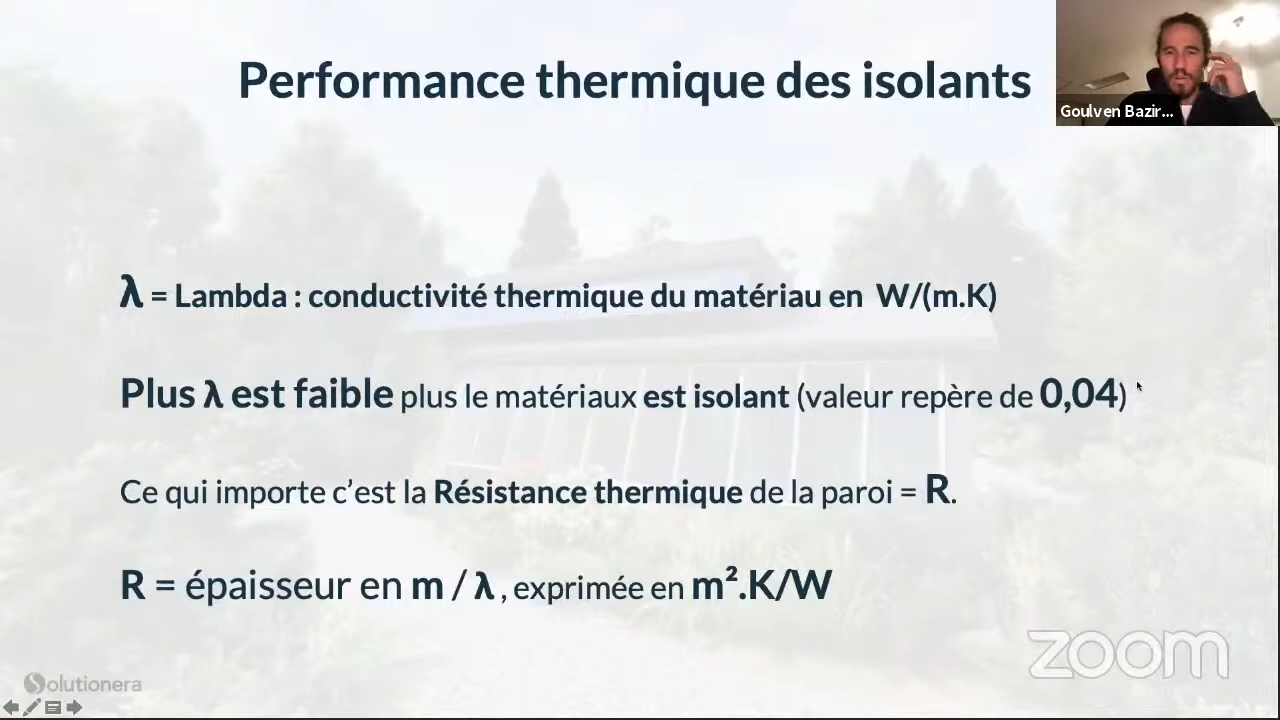 Performance thermique des isolants
Goulven Bazir...
λ = Lambda : conductivité thermique du matériau en W/(m.K)
Plus λ est faible plus le matériaux est isolant (valeur repère de 0,04)
Ce qui importe c’est la Résistance thermique de la paroi = R.
R = épaisseur en m / λ , exprimée en m².K/W
zoom
Solutionera